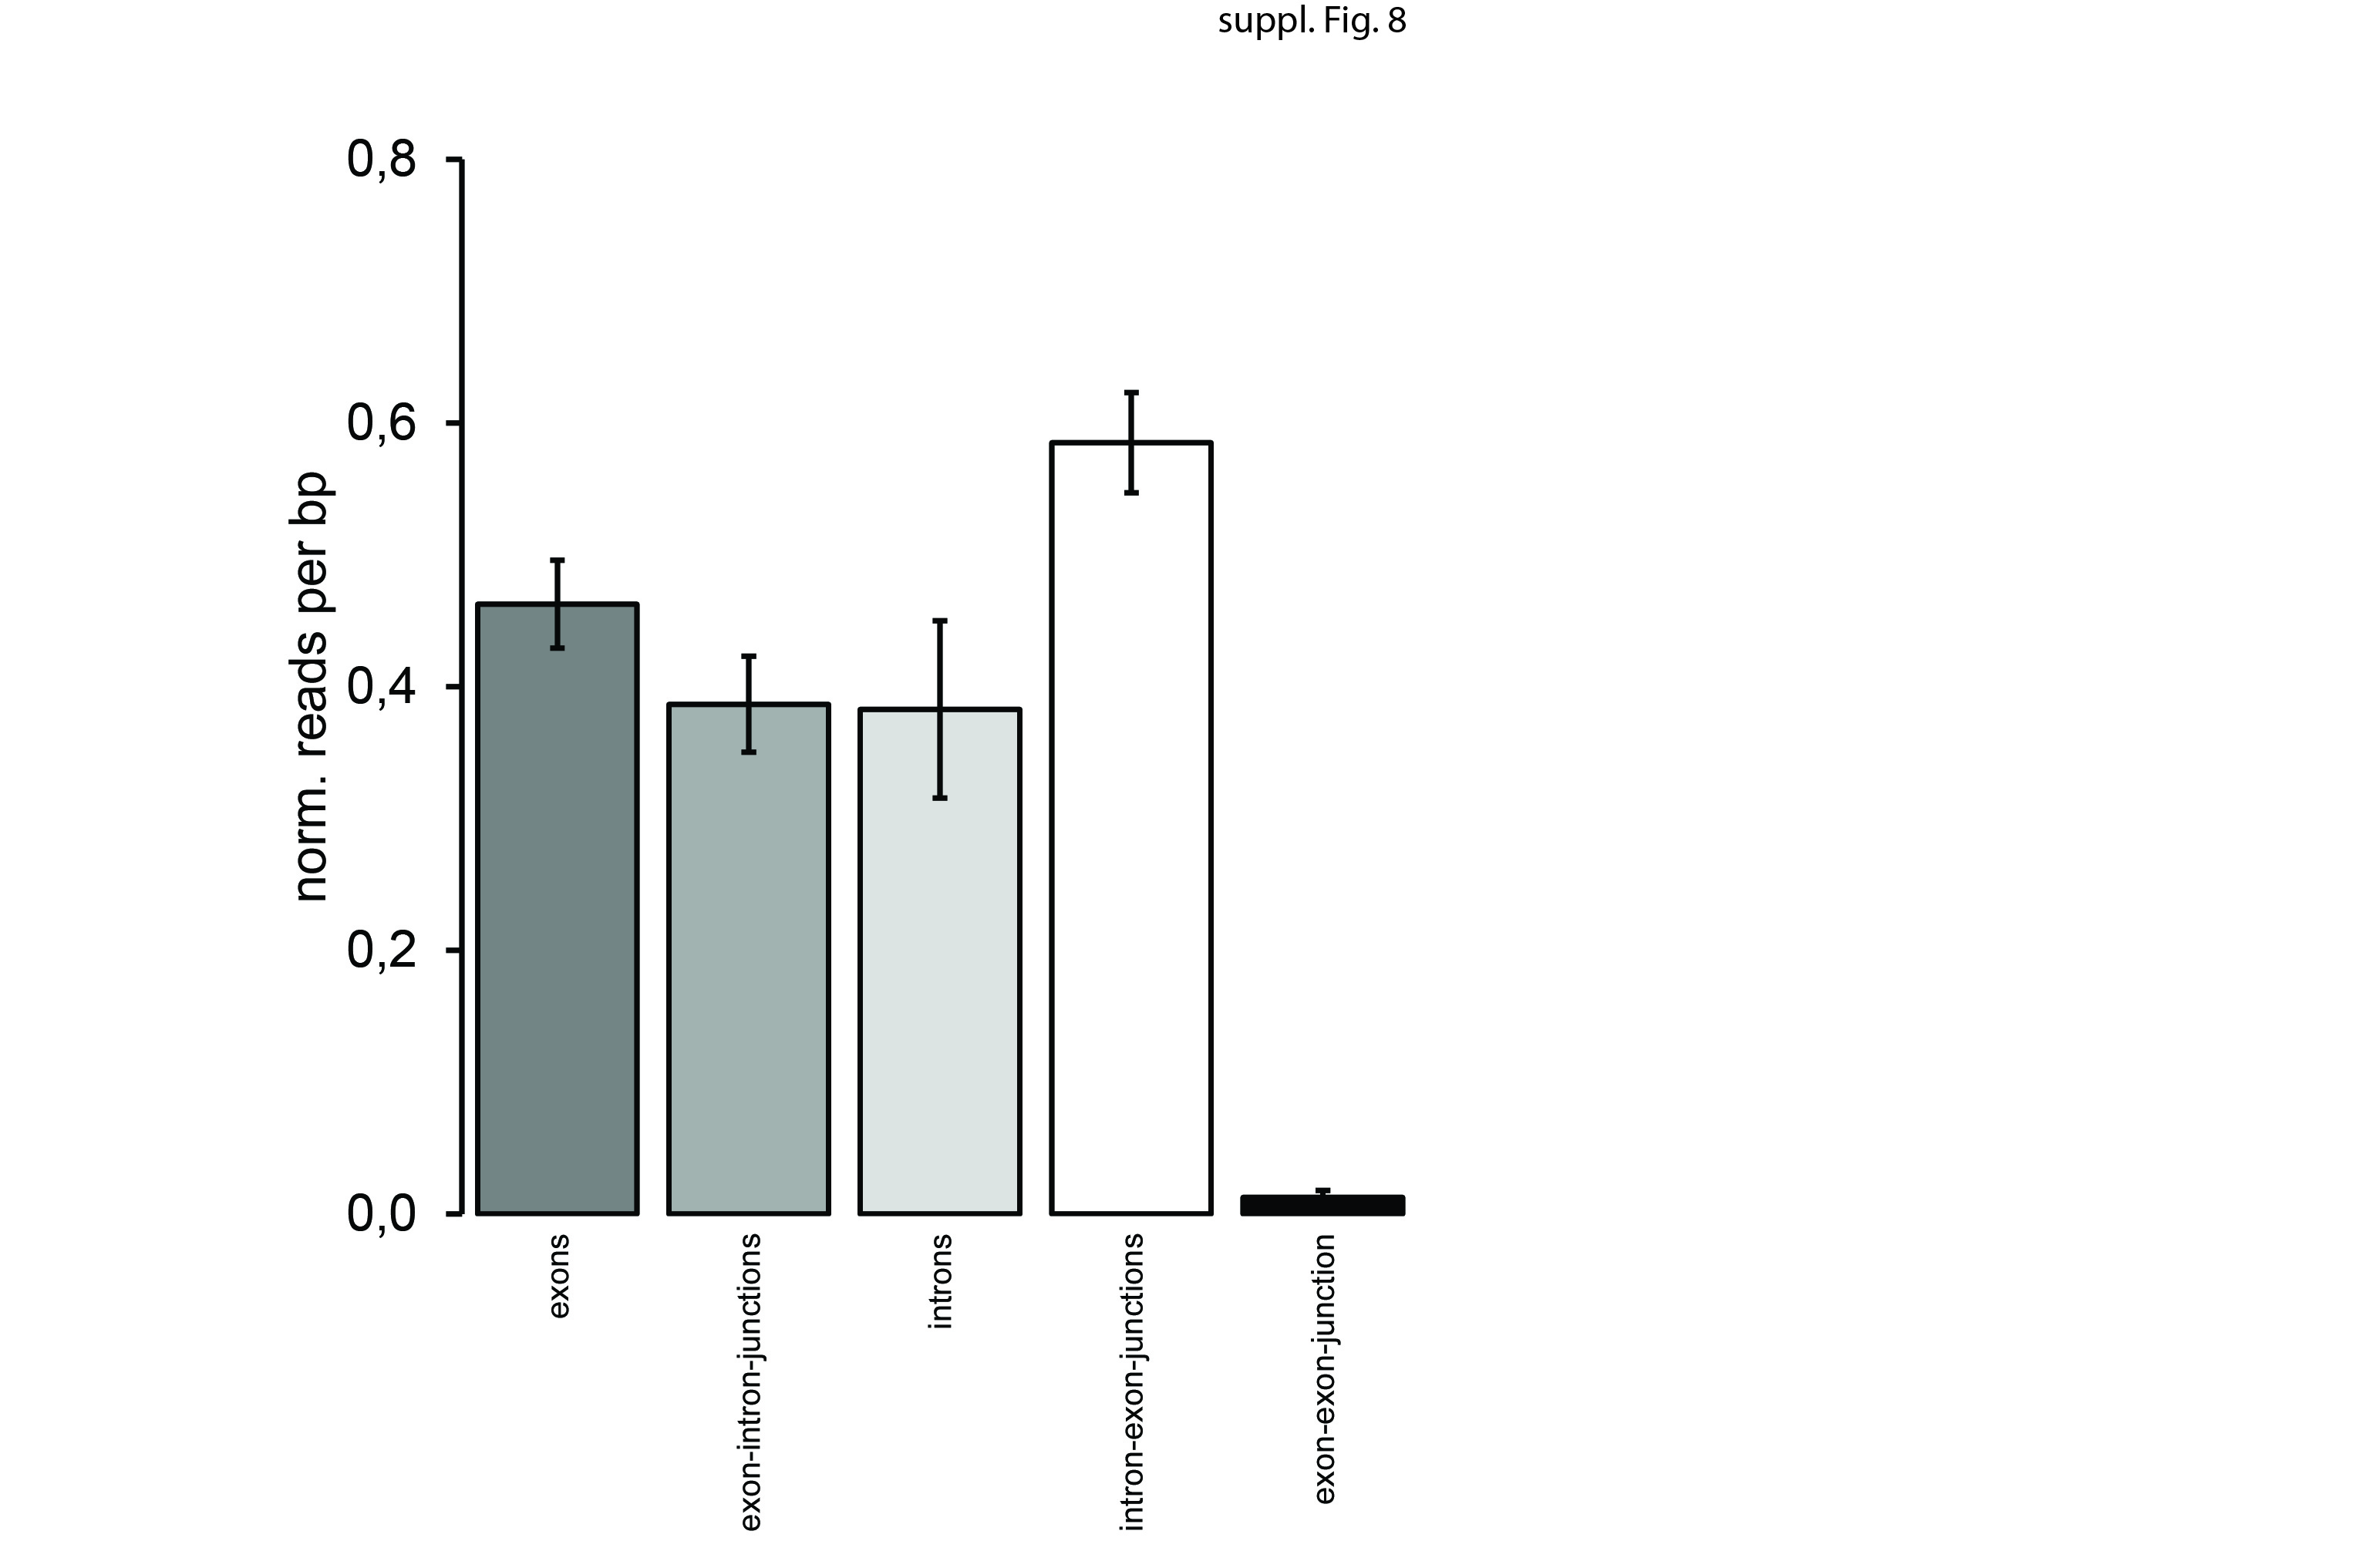 suppl. Fig. 8
norm. reads per bp
0,8
0,6
0,4
0,2
0,0
exons
exon-intron-junctions
introns
intron-exon-junctions
exon-exon-junction